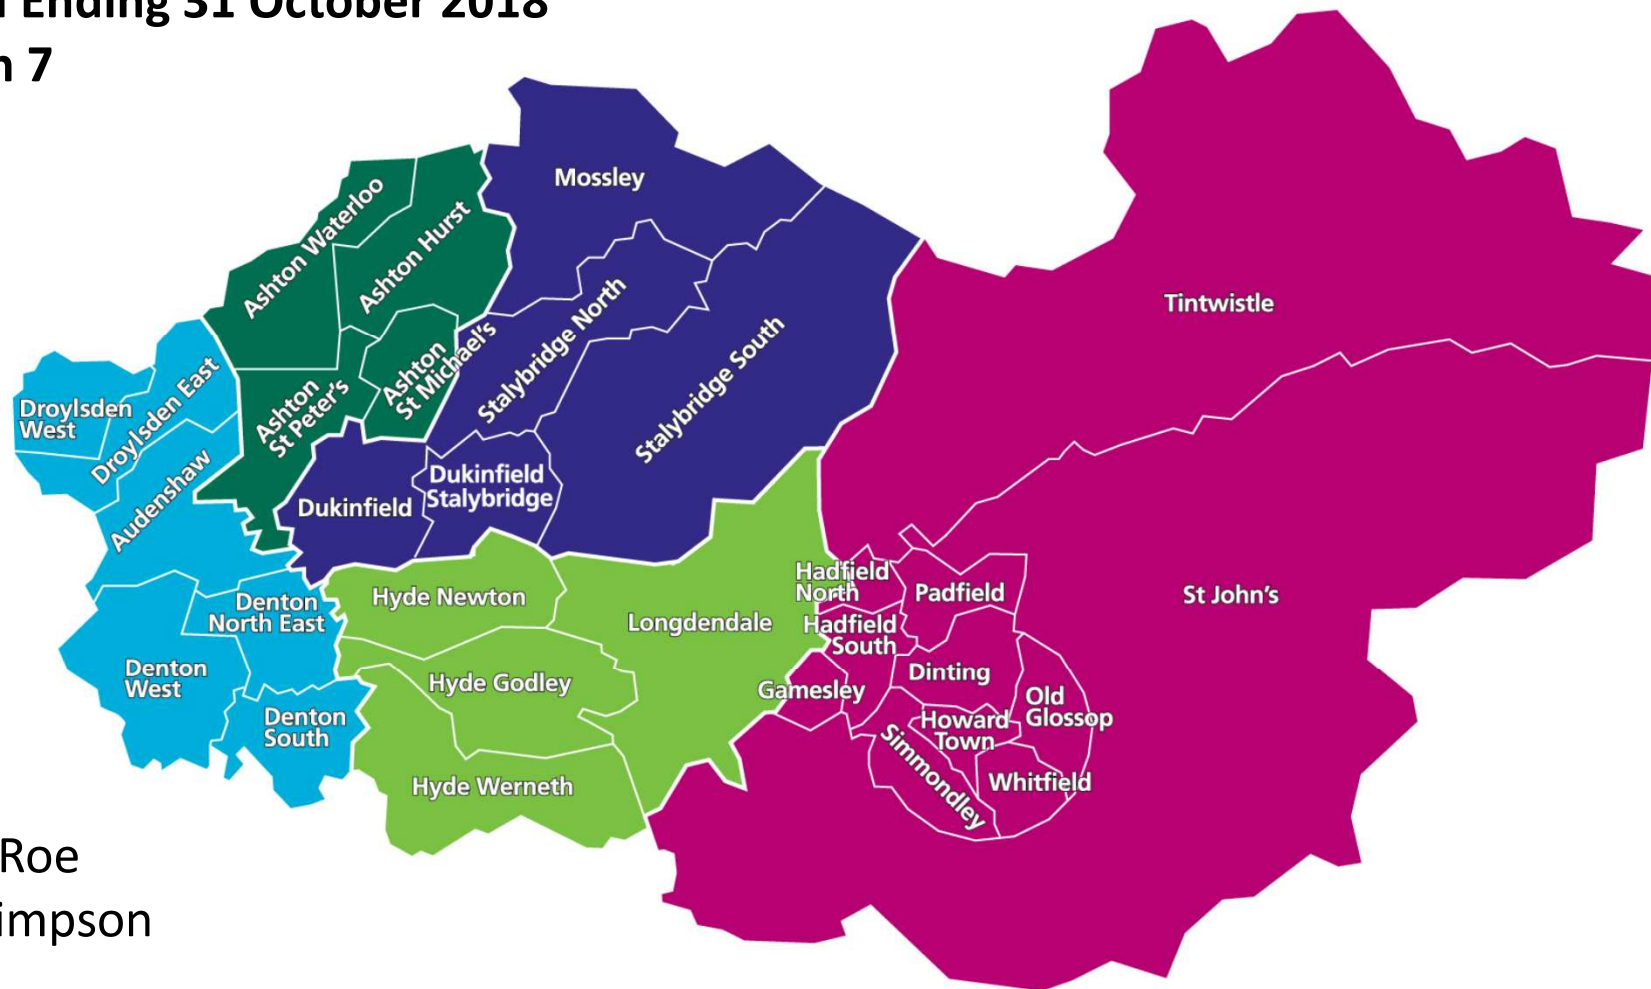 Ending 31 October 2018
7
Mossley
Ashton Waterloo
Ashton Hurst
Tintwistle
Stalybridge North
Ashton
St Michael's
Stalybridge South
Ashton
St Peter's
Droylsden
West
Droylsden East
Audenshaw
Dukinfield
Stalybridge
Dukinfield
Hadfield
North
Padfield
St John's
Hyde Newton
Denton
North East
Longdendale
Hadfield
South
Denton
West
Hyde Godley
Dinting
Gamesley
Old
Glossop
Denton
South
Howard
Town
Simmondley
Whitfield
Hyde Werneth
Roe
impson